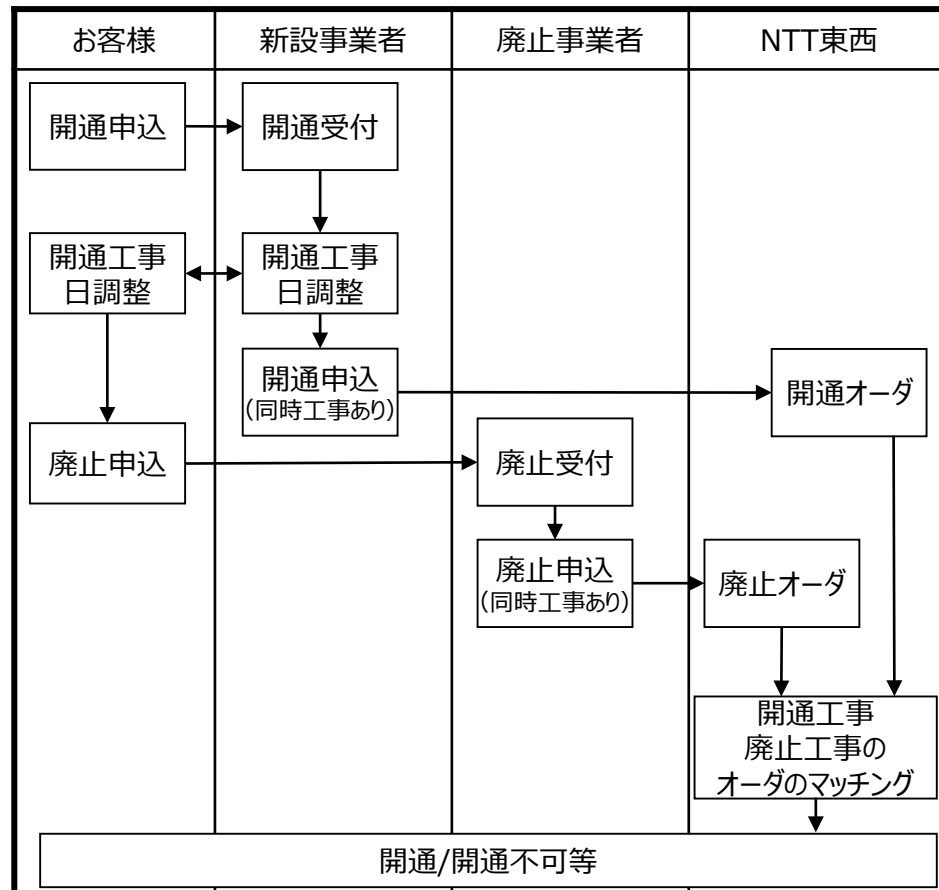 お客様
新設事業者
廃止事業者
NTT東西
開通申込
開通受付
開通工事
日調整
開通工事
日調整
開通申込
（同時工事あり）
開通オーダ
廃止申込
廃止受付
廃止申込
（同時工事あり）
廃止オーダ
開通工事
廃止工事の
オーダのマッチング
開通/開通不可等